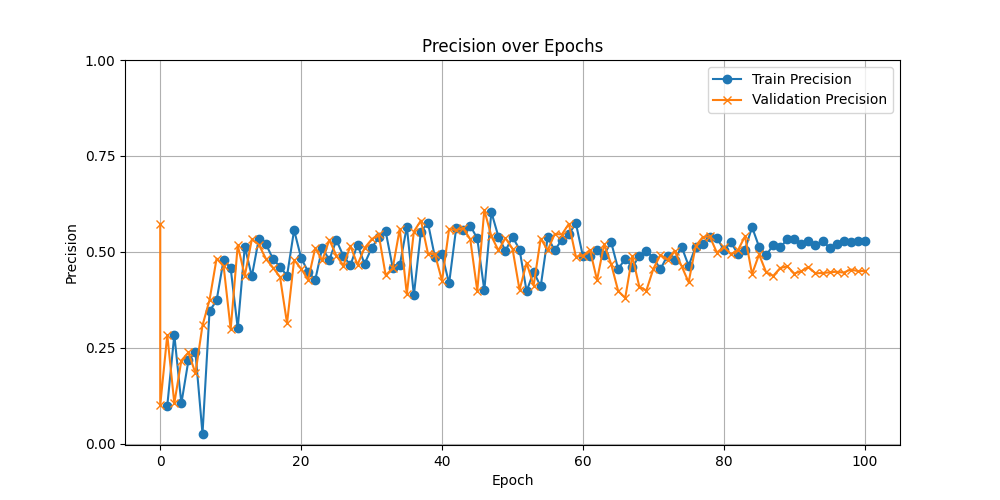 Precision over Epochs
Train Precision
Validation Precision
Precision
1.00
0.75
0.50
0.25
0.00
0 20 40 60 80 100
Epoch